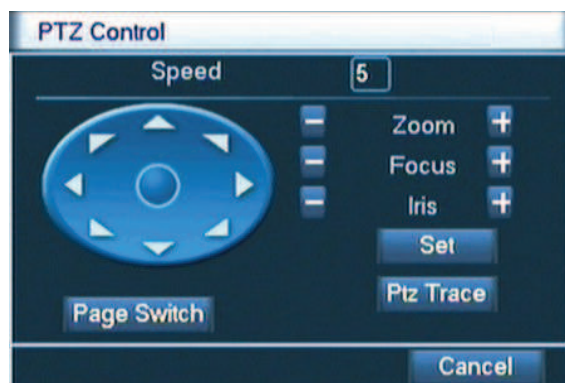 PTZ Control
Speed 5
- Zoom +
- Focus +
- Iris +
Set
Ptz Trace
Page Switch
Cancel